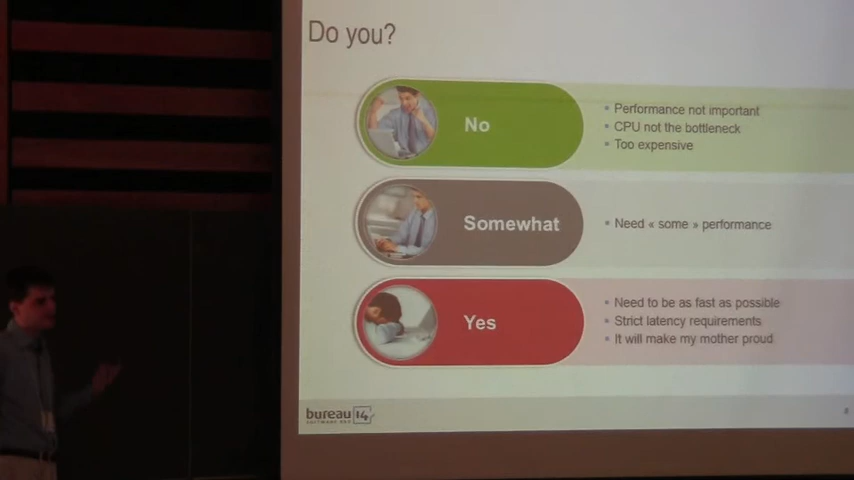 Do you?
No
Performance not important
CPU not the bottleneck
Too expensive
Somewhat
Need « some » performance
Yes
Need to be as fast as possible
Strict latency requirements
It will make my mother proud
bureau 14